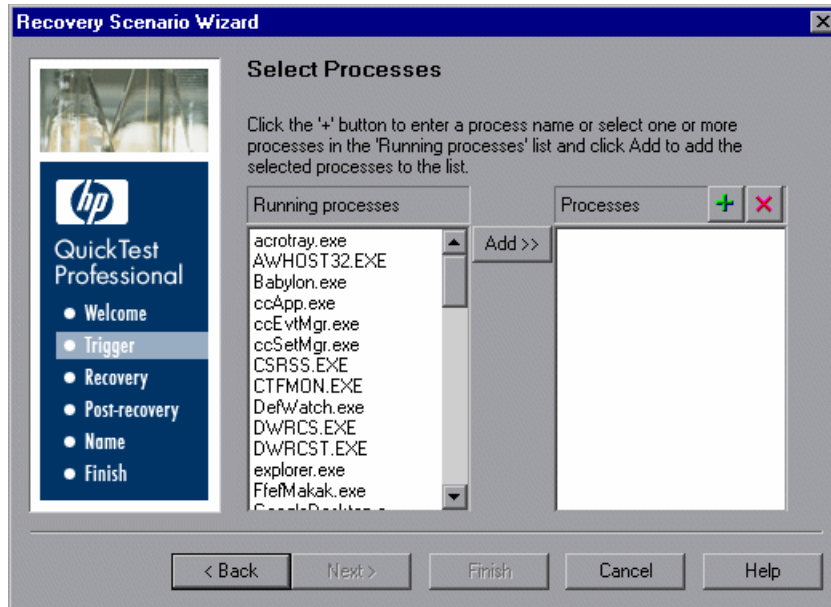 Recovery Scenario Wizard
Select Processes
Click the '+' button to enter a process name or select one or more
processes in the 'Running processes' list and click Add to add the
selected processes to the list.
hp
QuickTest
Professional
Welcome
Trigger
Recovery
Post-recovery
Name
Finish
Running processes
acrotray.exe
AWHOST32.EXE
Babylon.exe
ccApp.exe
ccEvtMgr.exe
ccSetMgr.exe
CSRSS.EXE
CTFMON.EXE
DefWatch.exe
DWRCS.EXE
DWRCST.EXE
explorer.exe
FfefMakak.exe
Add >>
Processes
< Back
Next >
Finish
Cancel
Help